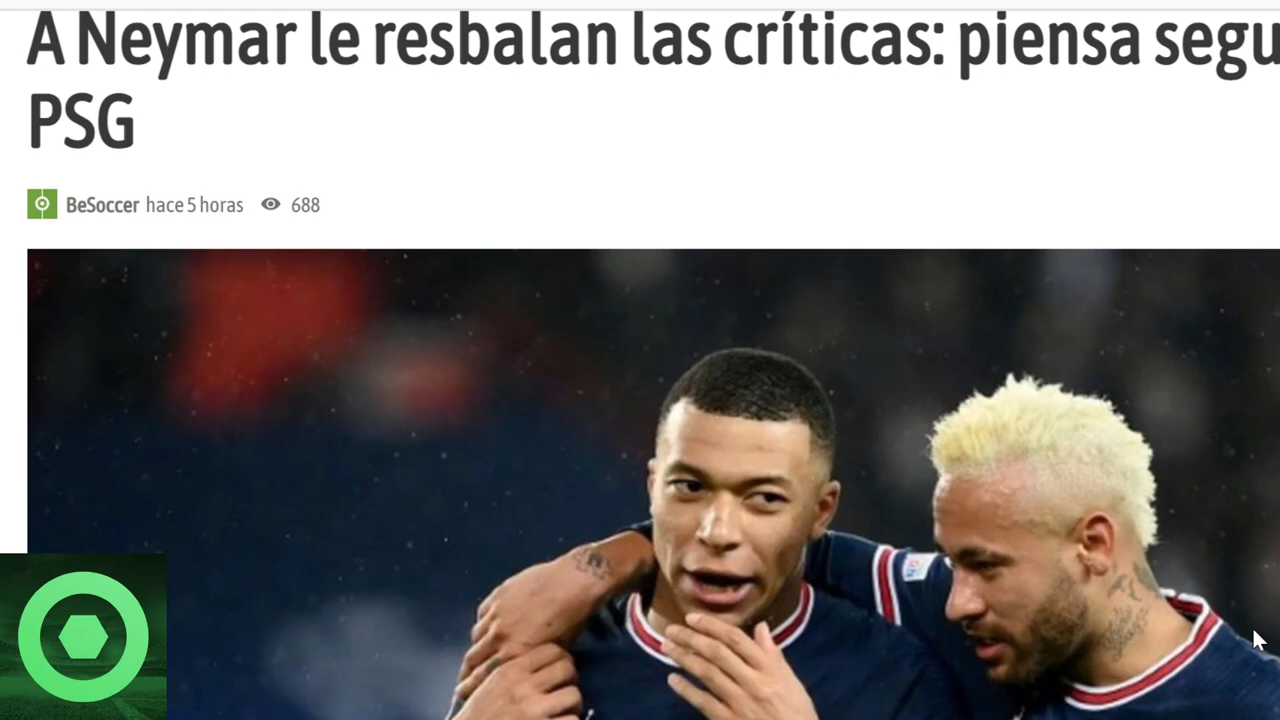 A Neymar le resbalan las críticas: piensa segu
PSG
BeSoccer hace 5 horas 688